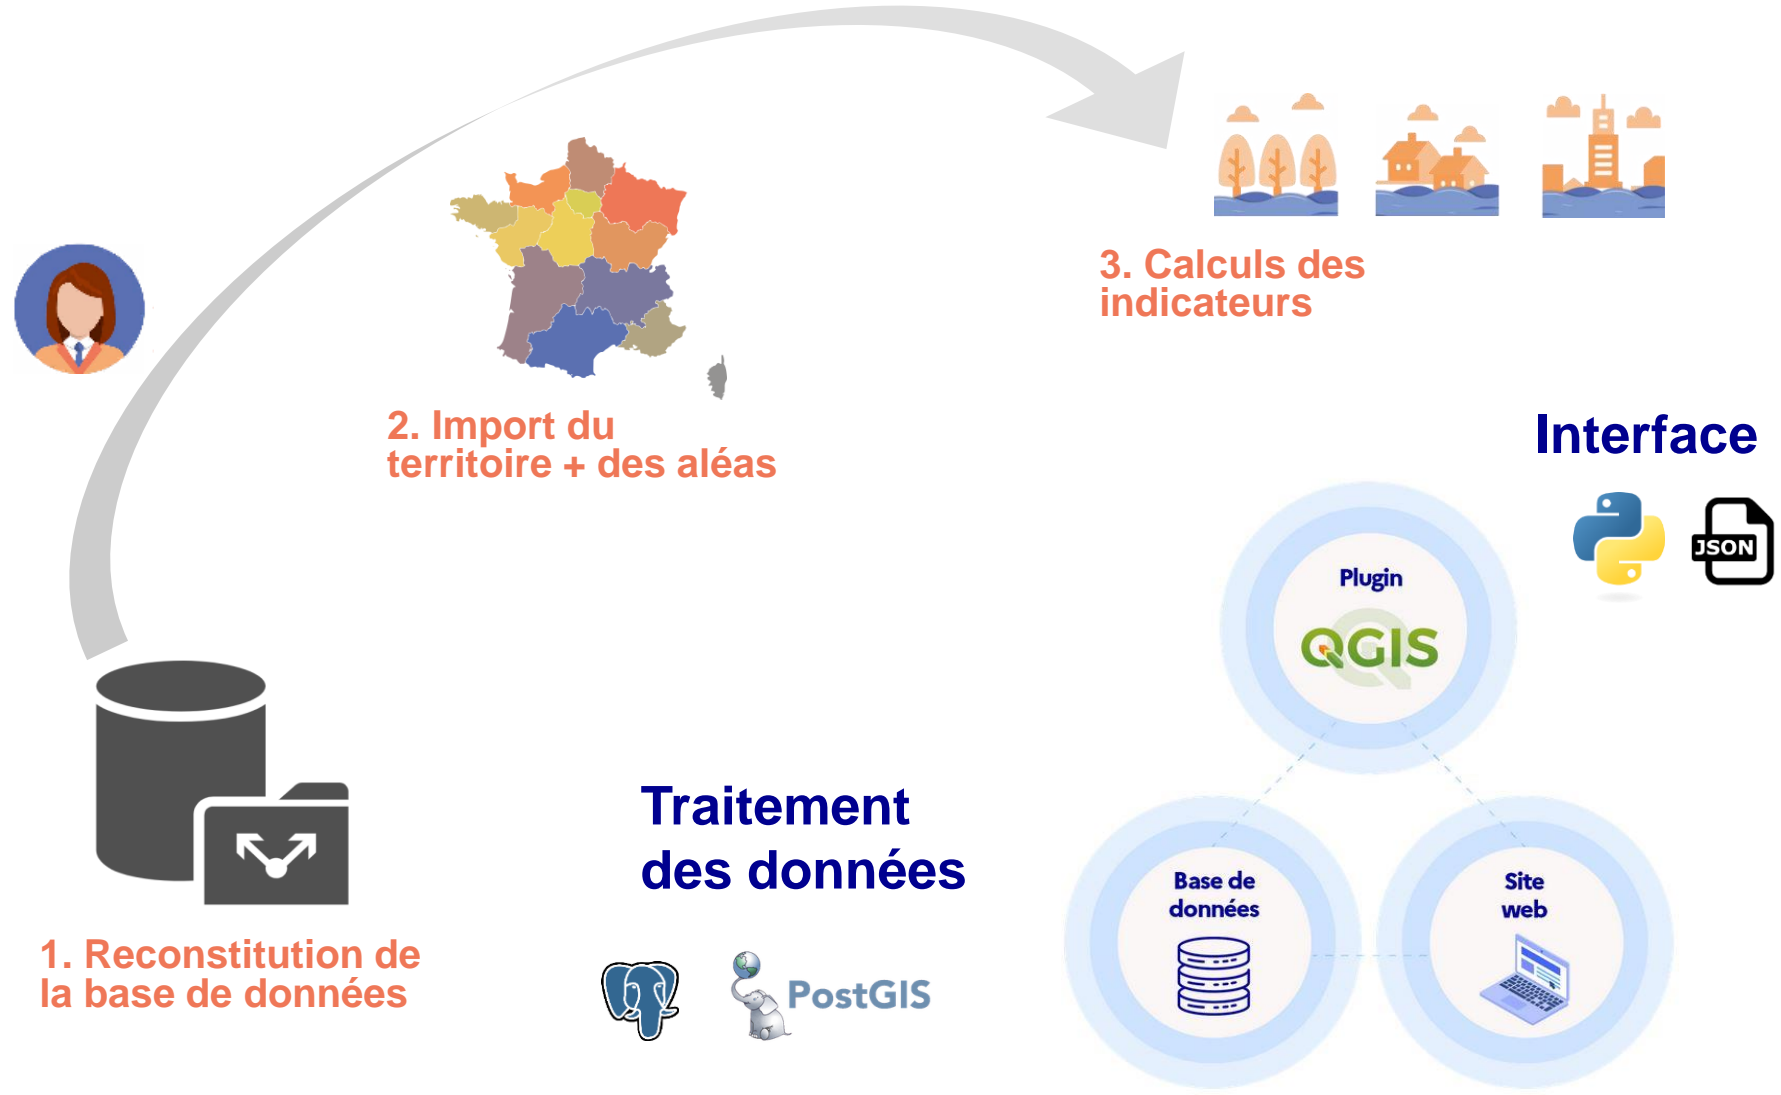 3. Calculs des
indicateurs
2. Import du
territoire + des aléas
Interface
JSON
Plugin
QGIS
Traitement
des données
Base de
données
Site
web
1. Reconstitution de
la base de données
PostGIS